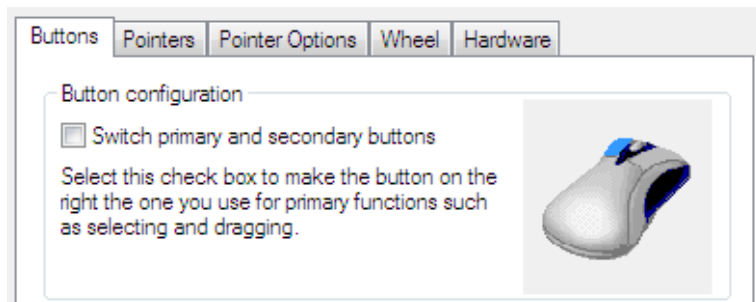 Buttons Pointers Pointer Options Wheel Hardware
Button configuration
Switch primary and secondary buttons
Select this check box to make the button on the
right the one you use for primary functions such
as selecting and dragging.